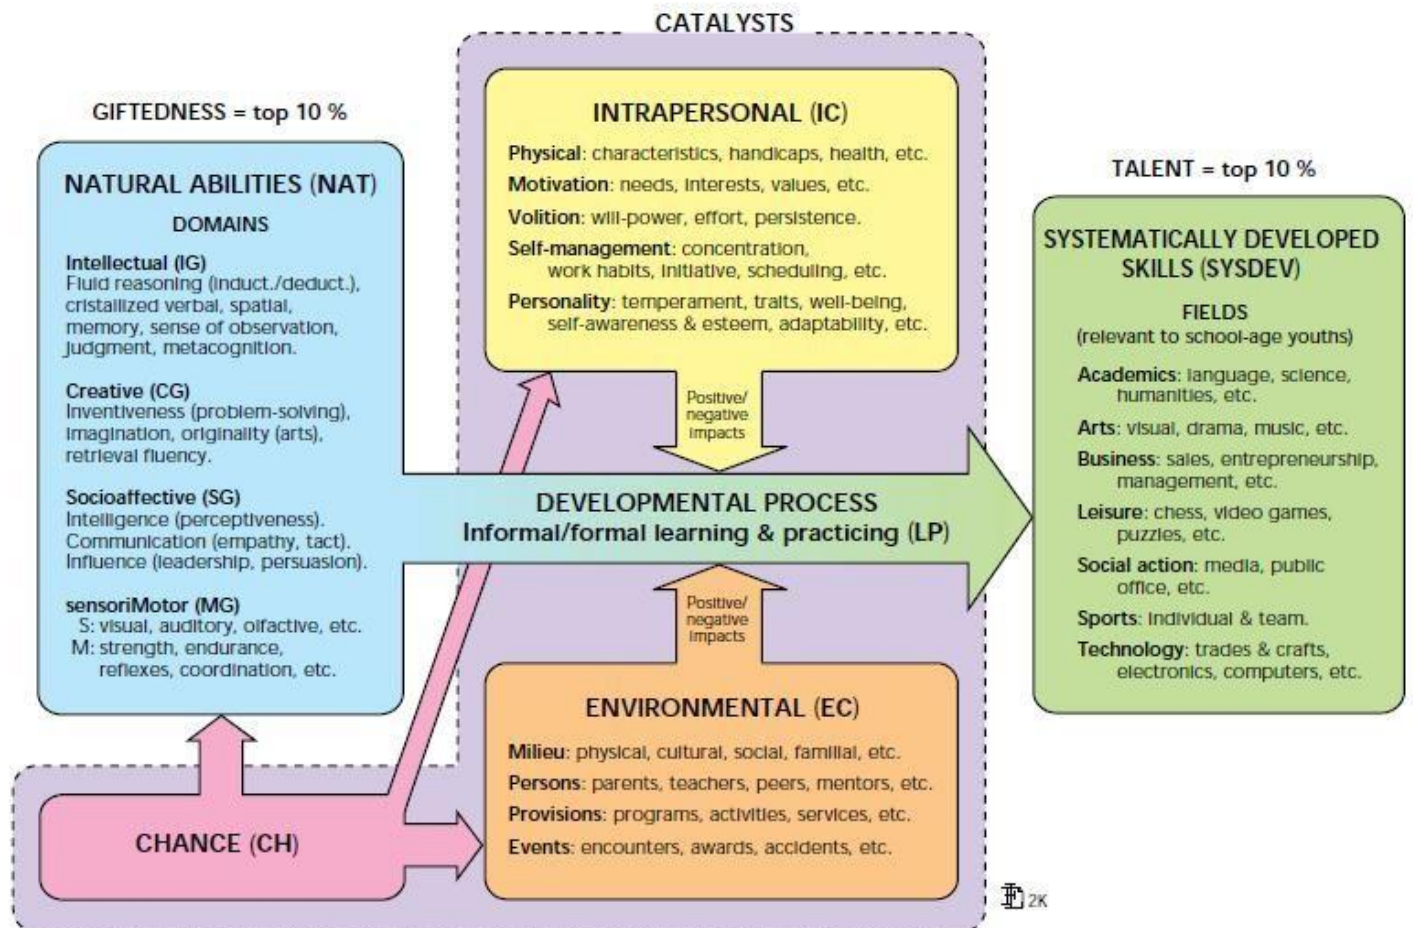 CATALYSTS
GIFTEDNESS = top 10 %
NATURAL ABILITIES (NAT)
DOMAINS
Intellectual (IG)
Fluid reasoning (induct./deduct.),
cristallized verbal, spatial,
memory, sense of observation,
judgment, metacognition.
Creative (CG)
Inventiveness (problem-solving),
imagination, originality (arts),
retrieval fluency.
Socioaffective (SG)
Intelligence (perceptiveness).
Communication (empathy, tact).
Influence (leadership, persuasion).
sensoriMotor (MG)
S: visual, auditory, olfactive, etc.
M: strength, endurance,
reflexes, coordination, etc.
INTRAPERSONAL (IC)
Physical: characteristics, handicaps, health, etc.
Motivation: needs, interests, values, etc.
Volition: will-power, effort, persistence.
Self-management: concentration,
work habits, initiative, scheduling, etc.
Personality: temperament, traits, well-being,
self-awareness & esteem, adaptability, etc.
Positive/
negative
impacts
DEVELOPMENTAL PROCESS
Informal/formal learning & practicing (LP)
Positive/
negative
impacts
ENVIRONMENTAL (EC)
Milieu: physical, cultural, social, familial, etc.
Persons: parents, teachers, peers, mentors, etc.
Provisions: programs, activities, services, etc.
Events: encounters, awards, accidents, etc.
CHANCE (CH)
TALENT = top 10 %
SYSTEMATICALLY DEVELOPED
SKILLS (SYSDEV)
FIELDS
(relevant to school-age youths)
Academics: language, science,
humanities, etc.
Arts: visual, drama, music, etc.
Business: sales, entrepreneurship,
management, etc.
Leisure: chess, video games,
puzzles, etc.
Social action: media, public
office, etc.
Sports: individual & team.
Technology: trades & crafts,
electronics, computers, etc.
2K